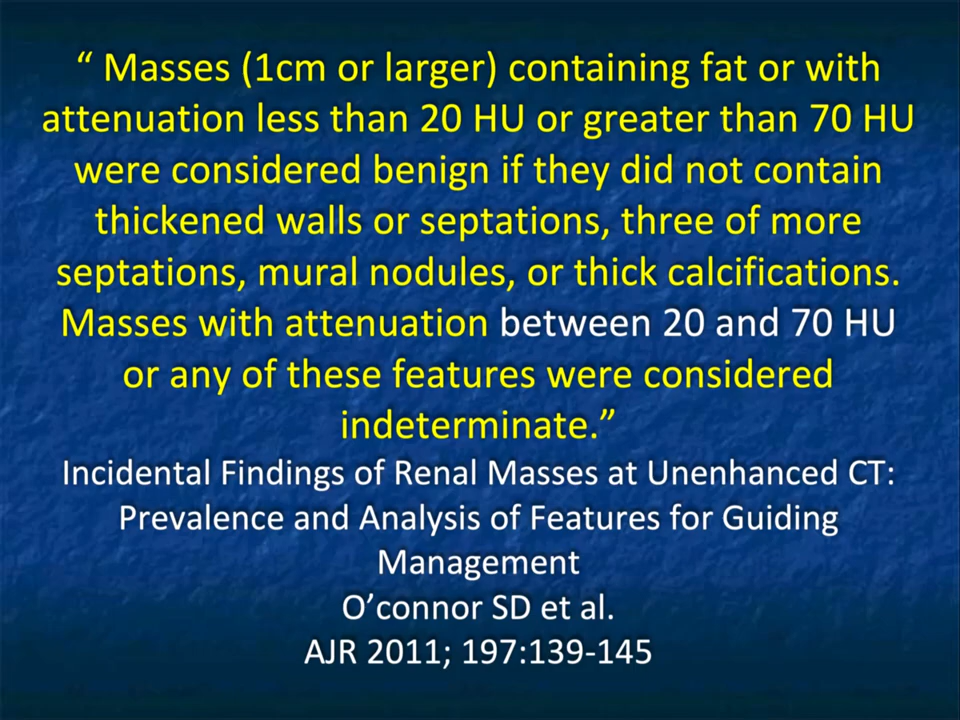 “ Masses (1cm or larger) containing fat or with
attenuation less than 20 HU or greater than 70 HU
were considered benign if they did not contain
thickened walls or septations, three of more
septations, mural nodules, or thick calcifications.
Masses with attenuation between 20 and 70 HU
or any of these features were considered
indeterminate.”
Incidental Findings of Renal Masses at Unenhanced CT:
Prevalence and Analysis of Features for Guiding
Management
O’connor SD et al.
AJR 2011; 197:139-145